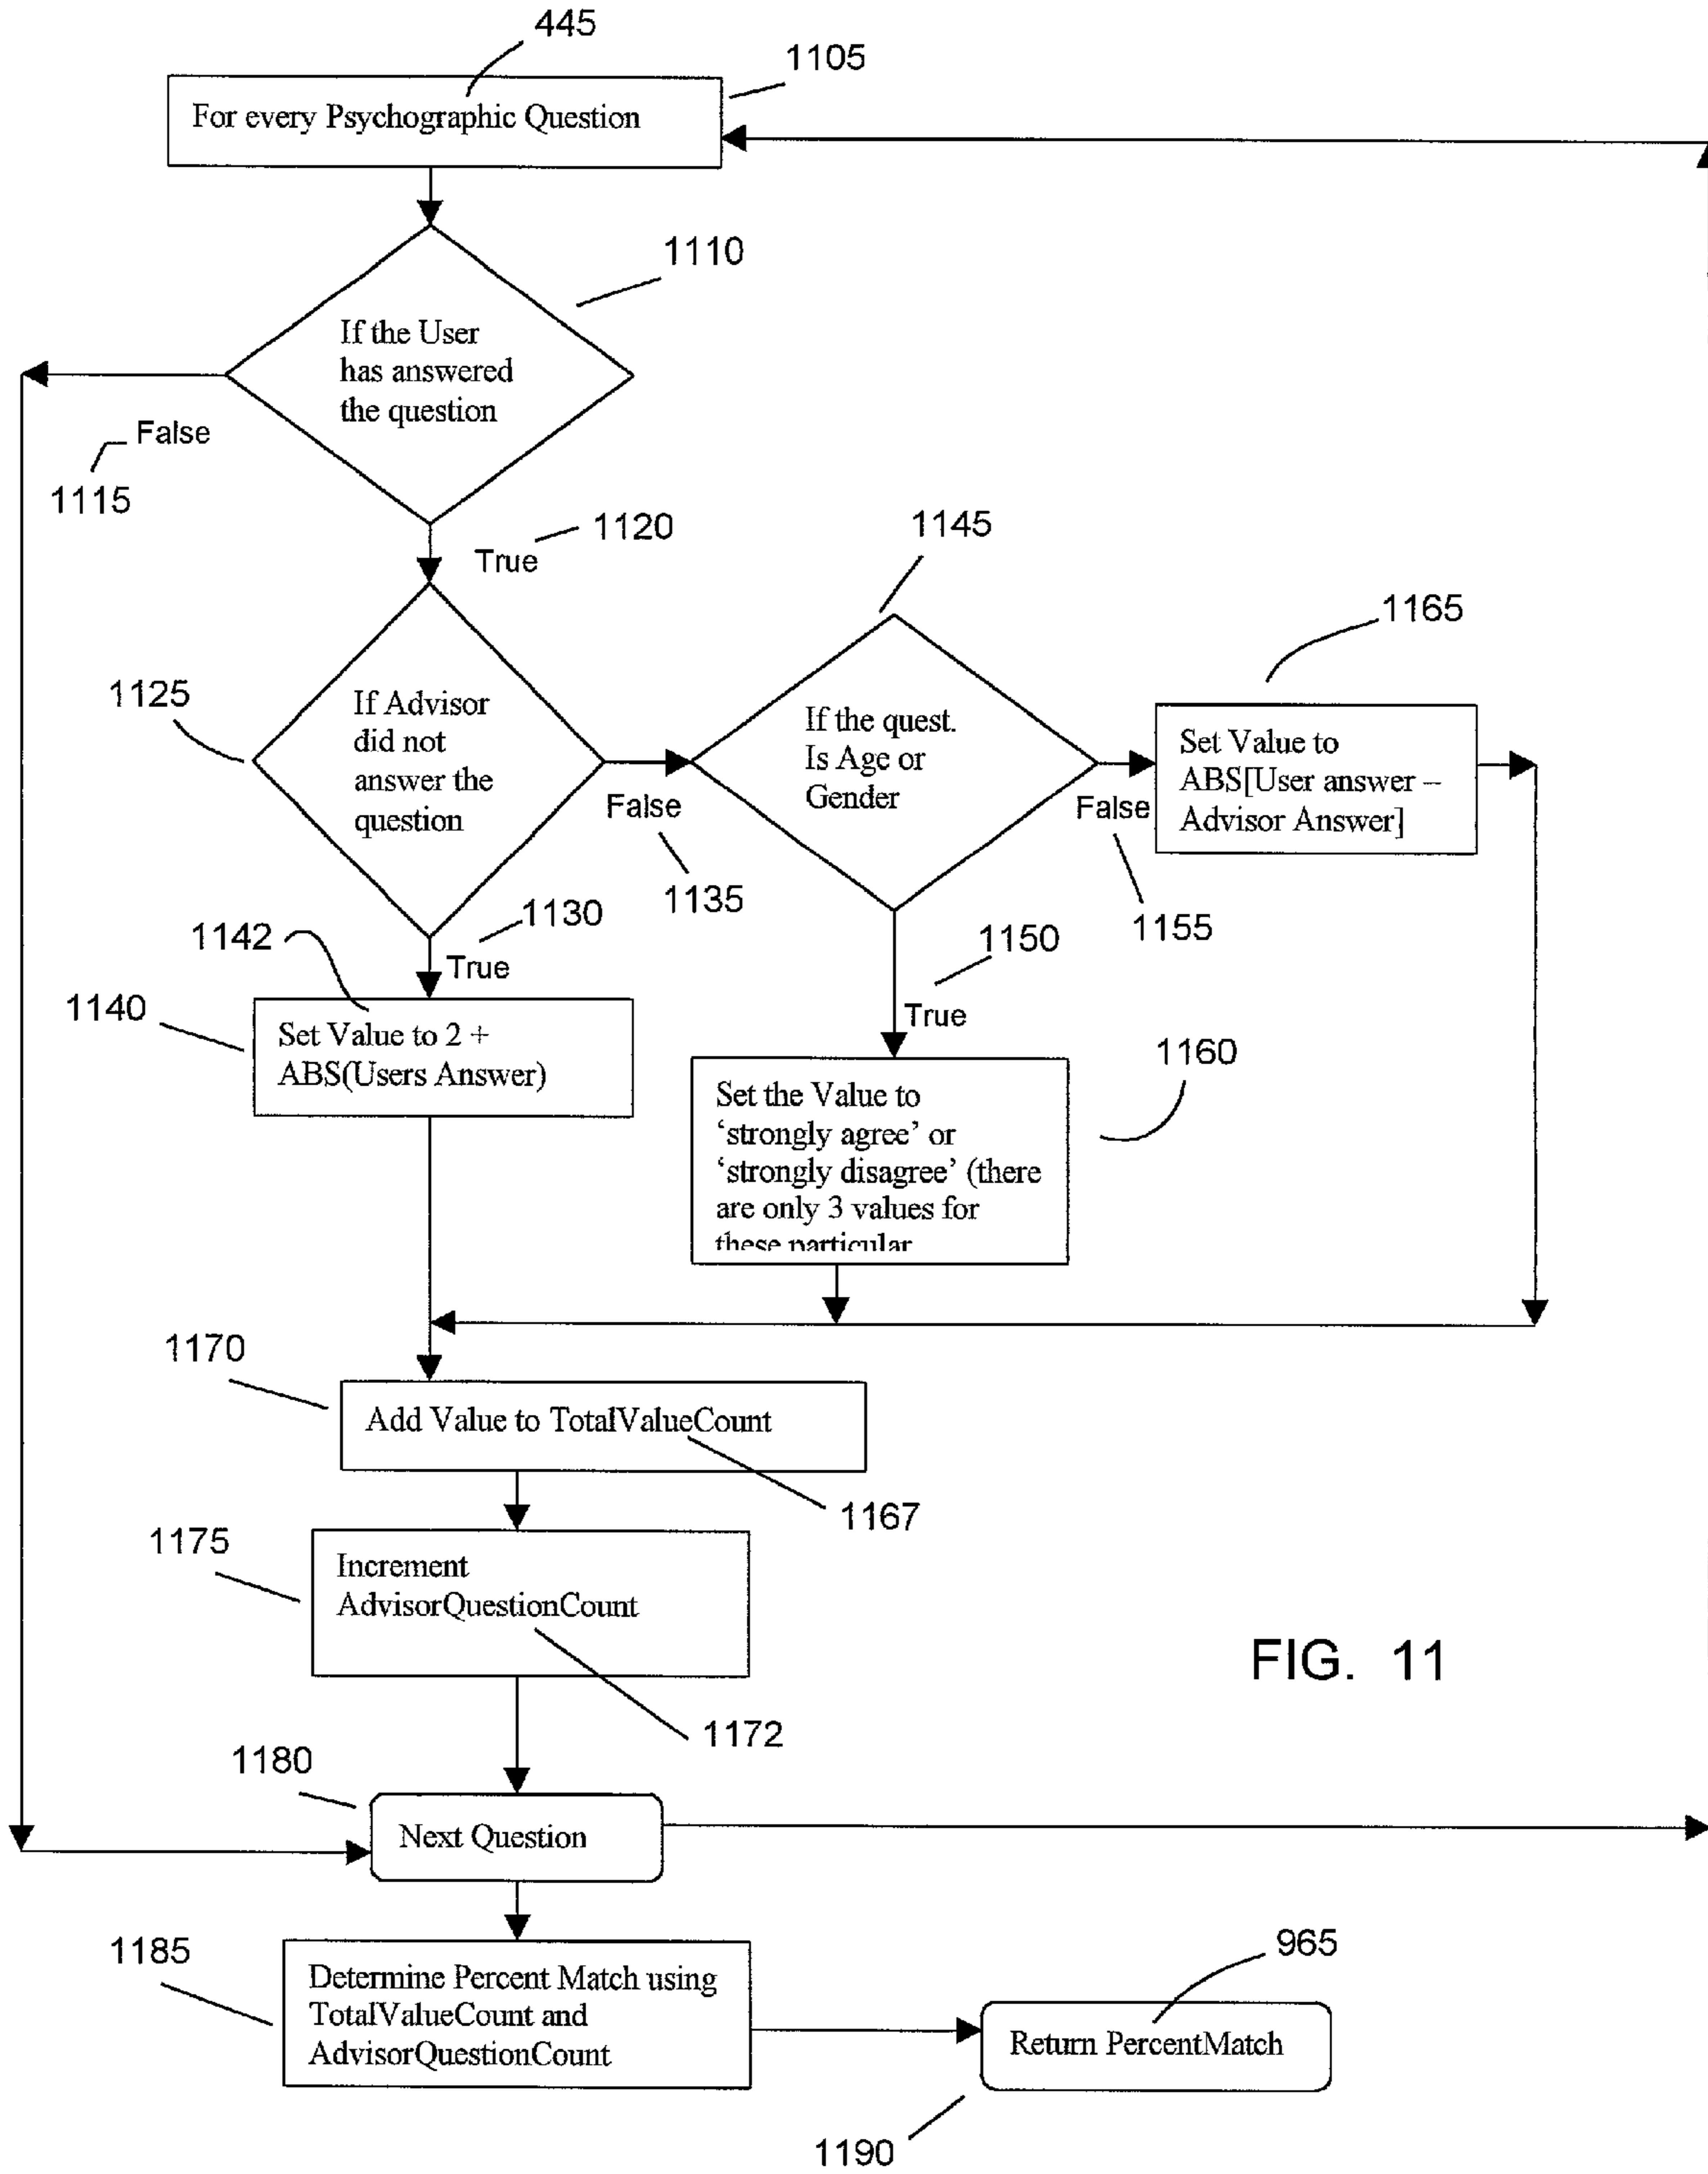 445
1105
For every Psychographic Question
1110
If the User
has answered
the question
False
1115
1120
True
1145
1165
1125
If Advisor
did not
answer the
question
If the quest.
Is Age or
Gender
Set Value to
ABS[User answer –
Advisor Answer]
False
1135
False
1155
1130
1142
True
1150
True
1140
Set Value to 2 +
ABS(Users Answer)
1160
Set the Value to
‘strongly agree’ or
‘strongly disagree’ (there
are only 3 values for
these particular
1170
Add Value to TotalValueCount
1167
1175
Increment
AdvisorQuestionCount
FIG. 11
1172
1180
Next Question
1185
Determine Percent Match using
TotalValueCount and
AdvisorQuestionCount
965
Return PercentMatch
1190